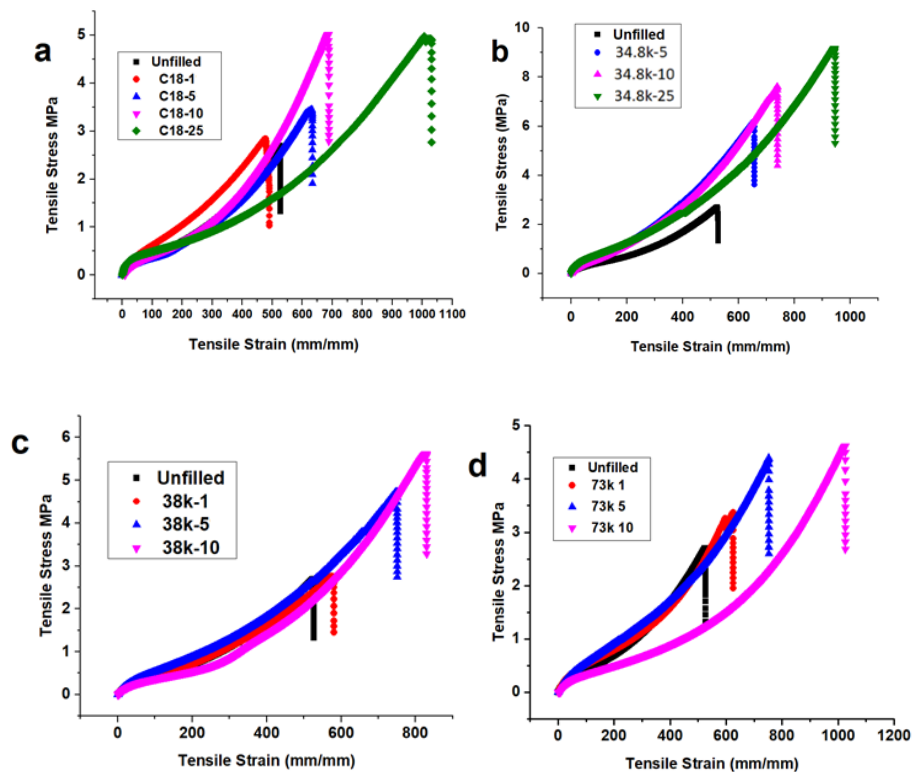 a
Unfilled
C18-1
C18-5
C18-10
C18-25
5
4
3
2
1
0
0 100 200 300 400 500 600 700 800 900 1000 1100
Tensile Stress MPa
Tensile Strain (mm/mm)
b
Unfilled
34.8k-5
34.8k-10
34.8k-25
10
8
6
4
2
0
0 200 400 600 800 1000
Tensile Stress (MPa)
Tensile Strain (mm/mm)
c
Unfilled
38k-1
38k-5
38k-10
6
5
4
3
2
1
0
0 200 400 600 800
Tensile Stress MPa
Tensile Strain (mm/mm)
d
Unfilled
73k 1
73k 5
73k 10
5
4
3
2
1
0
0 200 400 600 800 1000 1200
Tensile Stress MPa
Tensile Strain (mm/mm)